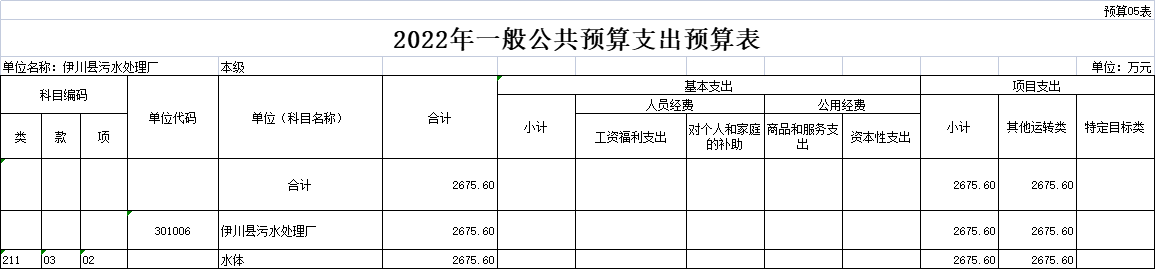 预算05表
2022年一般公共预算支出预算表
单位名称：伊川县污水处理厂 本级 单位：万元
科目编码 单位代码 单位（科目名称） 合计 基本支出 项目支出
类 款 项 小计 人员经费 公用经费 小计 其他运转类 特定目标类
工资福利支出 对个人和家庭的补助 商品和服务支出 资本性支出
合计 2675.60 2675.60 2675.60
301006 伊川县污水处理厂 2675.60 2675.60 2675.60
211 03 02 水体 2675.60 2675.60 2675.60